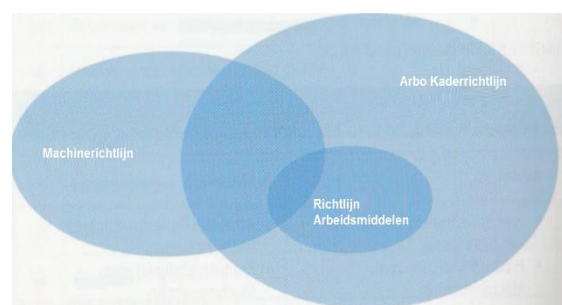 Arbo Kaderrichtlijn
Machinerichtlijn
Richtlijn
Arbeidsmiddelen